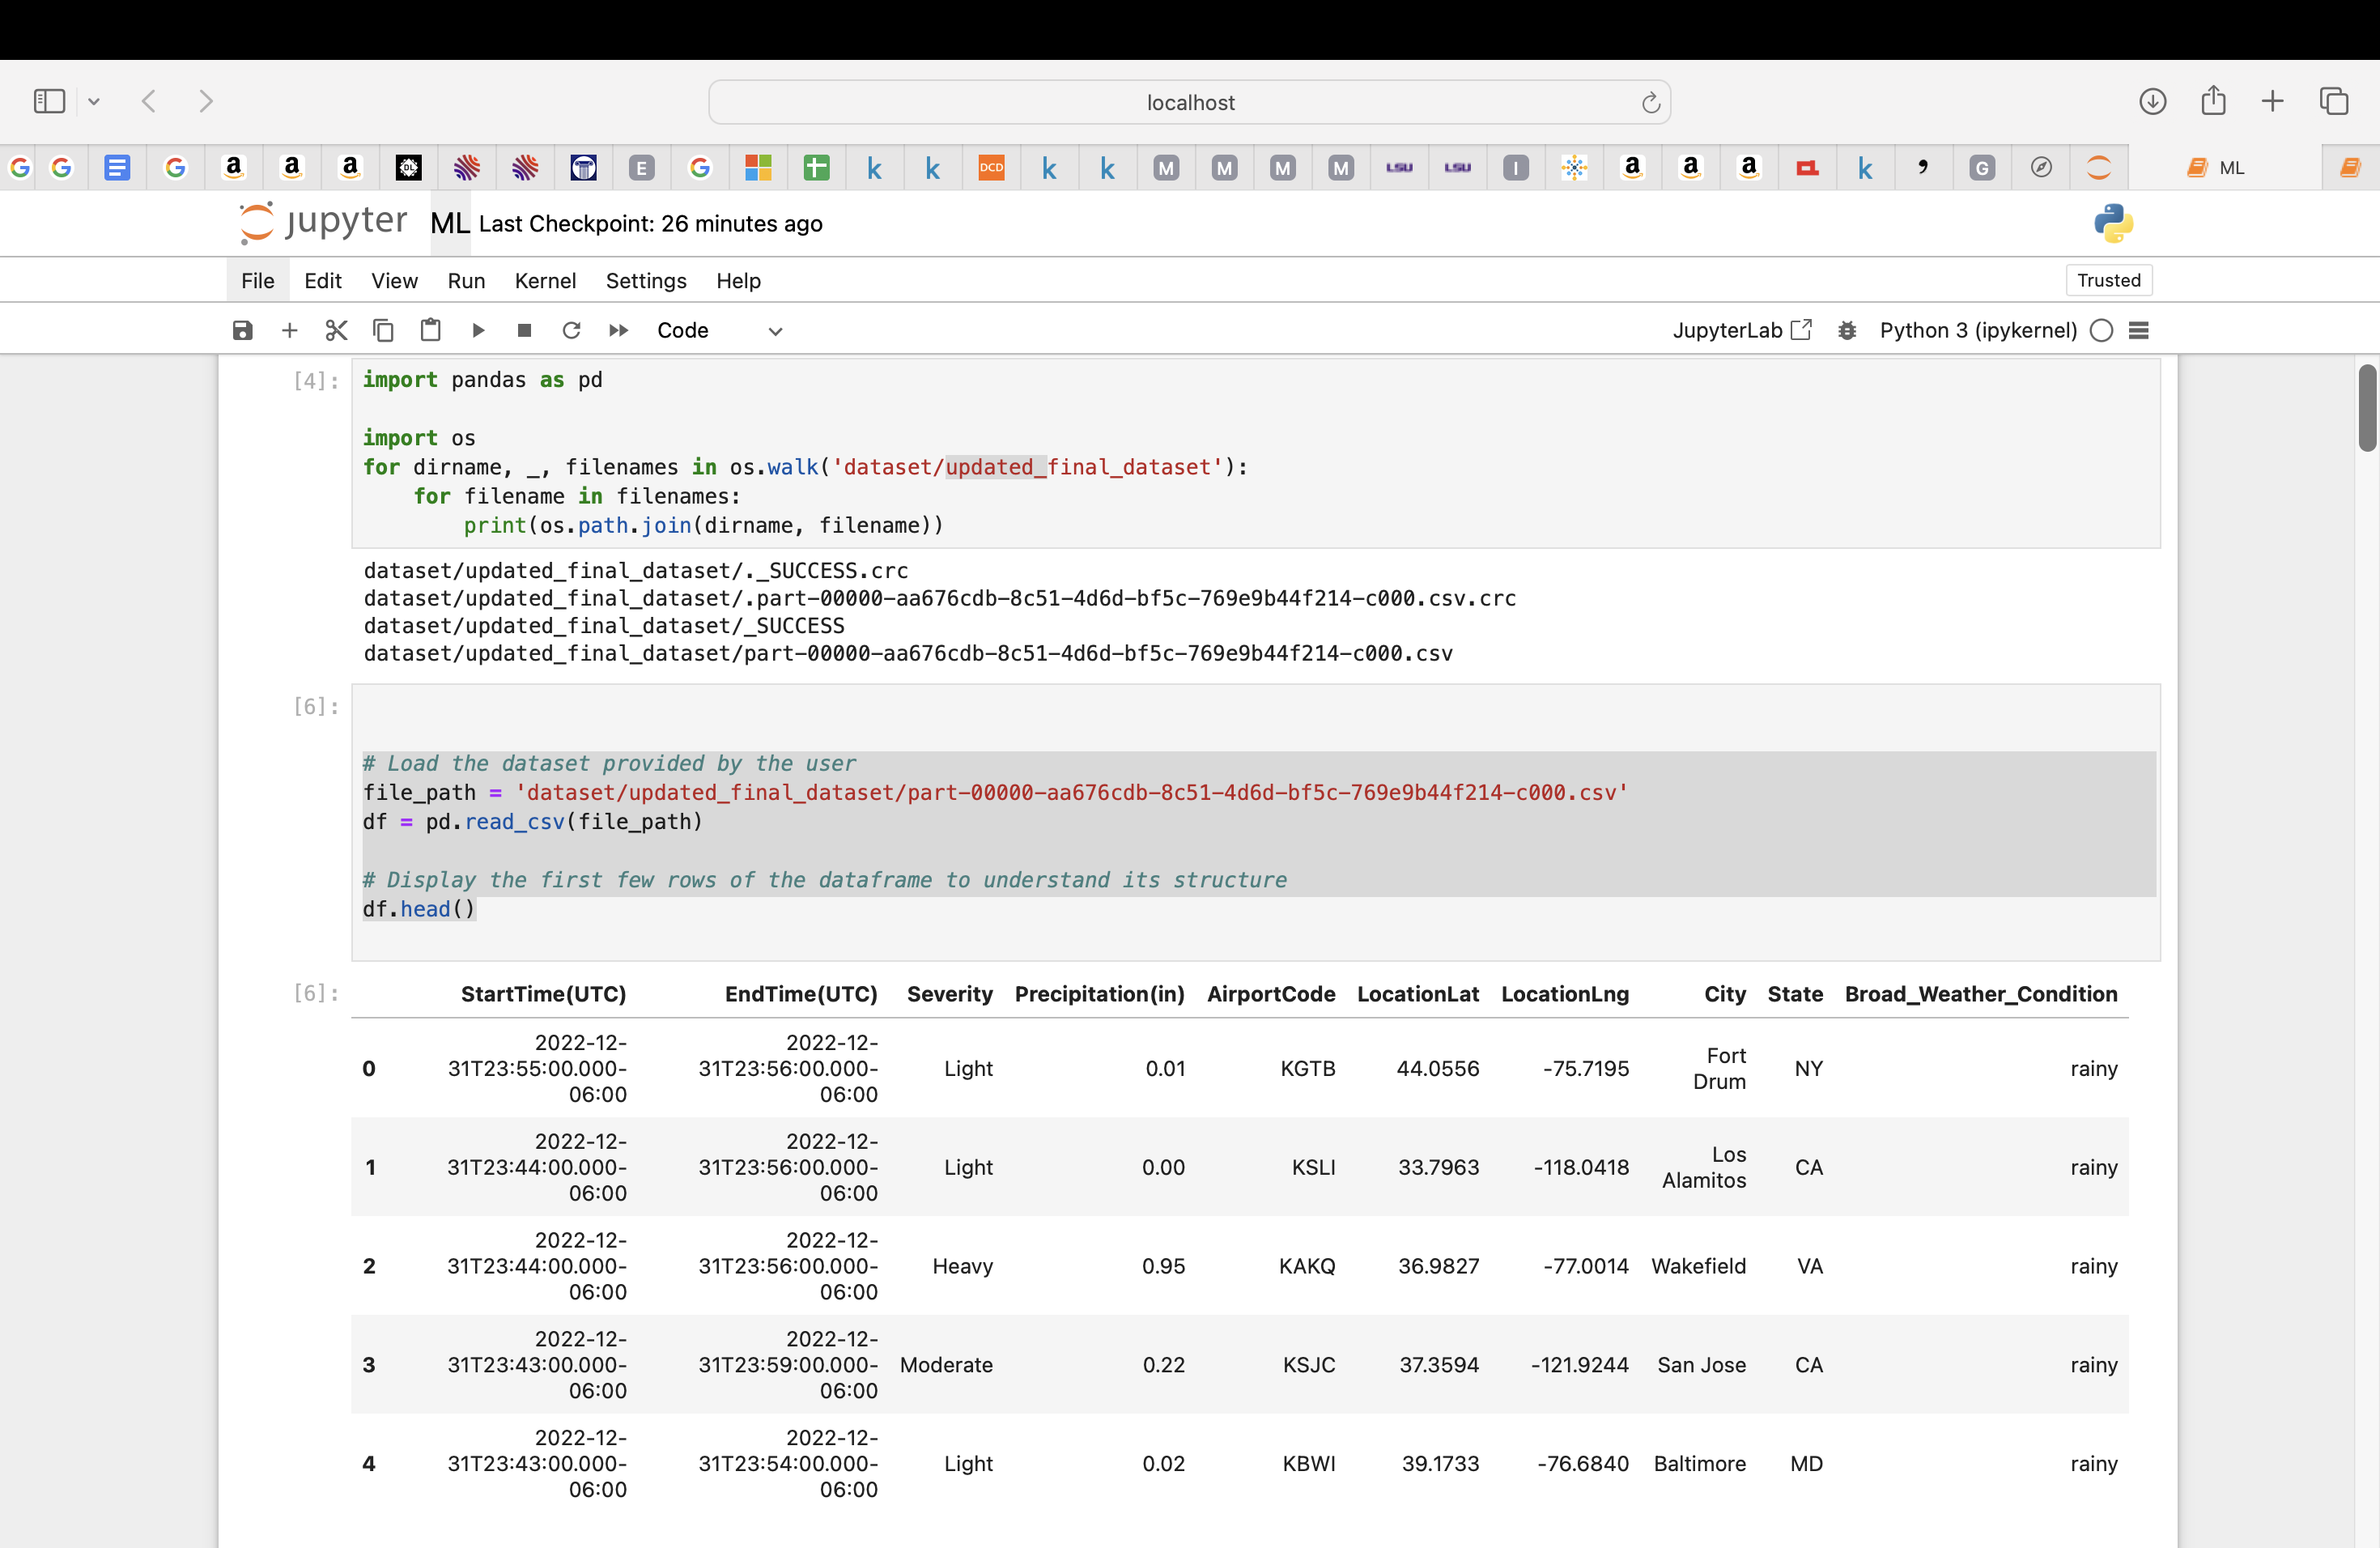 localhost
E
DCD
M
M
M
M
LSU
LSU
I
G
ML
jupyter ML Last Checkpoint: 26 minutes ago
File Edit View Run Kernel Settings Help
Trusted
Code
JupyterLab
Python 3 (ipykernel)
[4]:
import pandas as pd
import os
for dirname, _, filenames in os.walk('dataset/updated_final_dataset'):
for filename in filenames:
print(os.path.join(dirname, filename))
dataset/updated_final_dataset/._SUCCESS.crc
dataset/updated_final_dataset/.part-00000-aa676cdb-8c51-4d6d-bf5c-769e9b44f214-c000.csv.crc
dataset/updated_final_dataset/_SUCCESS
dataset/updated_final_dataset/part-00000-aa676cdb-8c51-4d6d-bf5c-769e9b44f214-c000.csv
[6]:
# Load the dataset provided by the user
file_path = 'dataset/updated_final_dataset/part-00000-aa676cdb-8c51-4d6d-bf5c-769e9b44f214-c000.csv'
df = pd.read_csv(file_path)
# Display the first few rows of the dataframe to understand its structure
df.head()
[6]:
StartTime(UTC) EndTime(UTC) Severity Precipitation(in) AirportCode LocationLat LocationLng City State Broad_Weather_Condition
0 2022-12-31T23:55:00.000-06:00 2022-12-31T23:56:00.000-06:00 Light 0.01 KGTB 44.0556 -75.7195 Fort Drum NY rainy
1 2022-12-31T23:44:00.000-06:00 2022-12-31T23:56:00.000-06:00 Light 0.00 KSLI 33.7963 -118.0418 Los Alamitos CA rainy
2 2022-12-31T23:44:00.000-06:00 2022-12-31T23:56:00.000-06:00 Heavy 0.95 KAKQ 36.9827 -77.0014 Wakefield VA rainy
3 2022-12-31T23:43:00.000-06:00 2022-12-31T23:59:00.000-06:00 Moderate 0.22 KSJC 37.3594 -121.9244 San Jose CA rainy
4 2022-12-31T23:43:00.000-06:00 2022-12-31T23:54:00.000-06:00 Light 0.02 KBWI 39.1733 -76.6840 Baltimore MD rainy